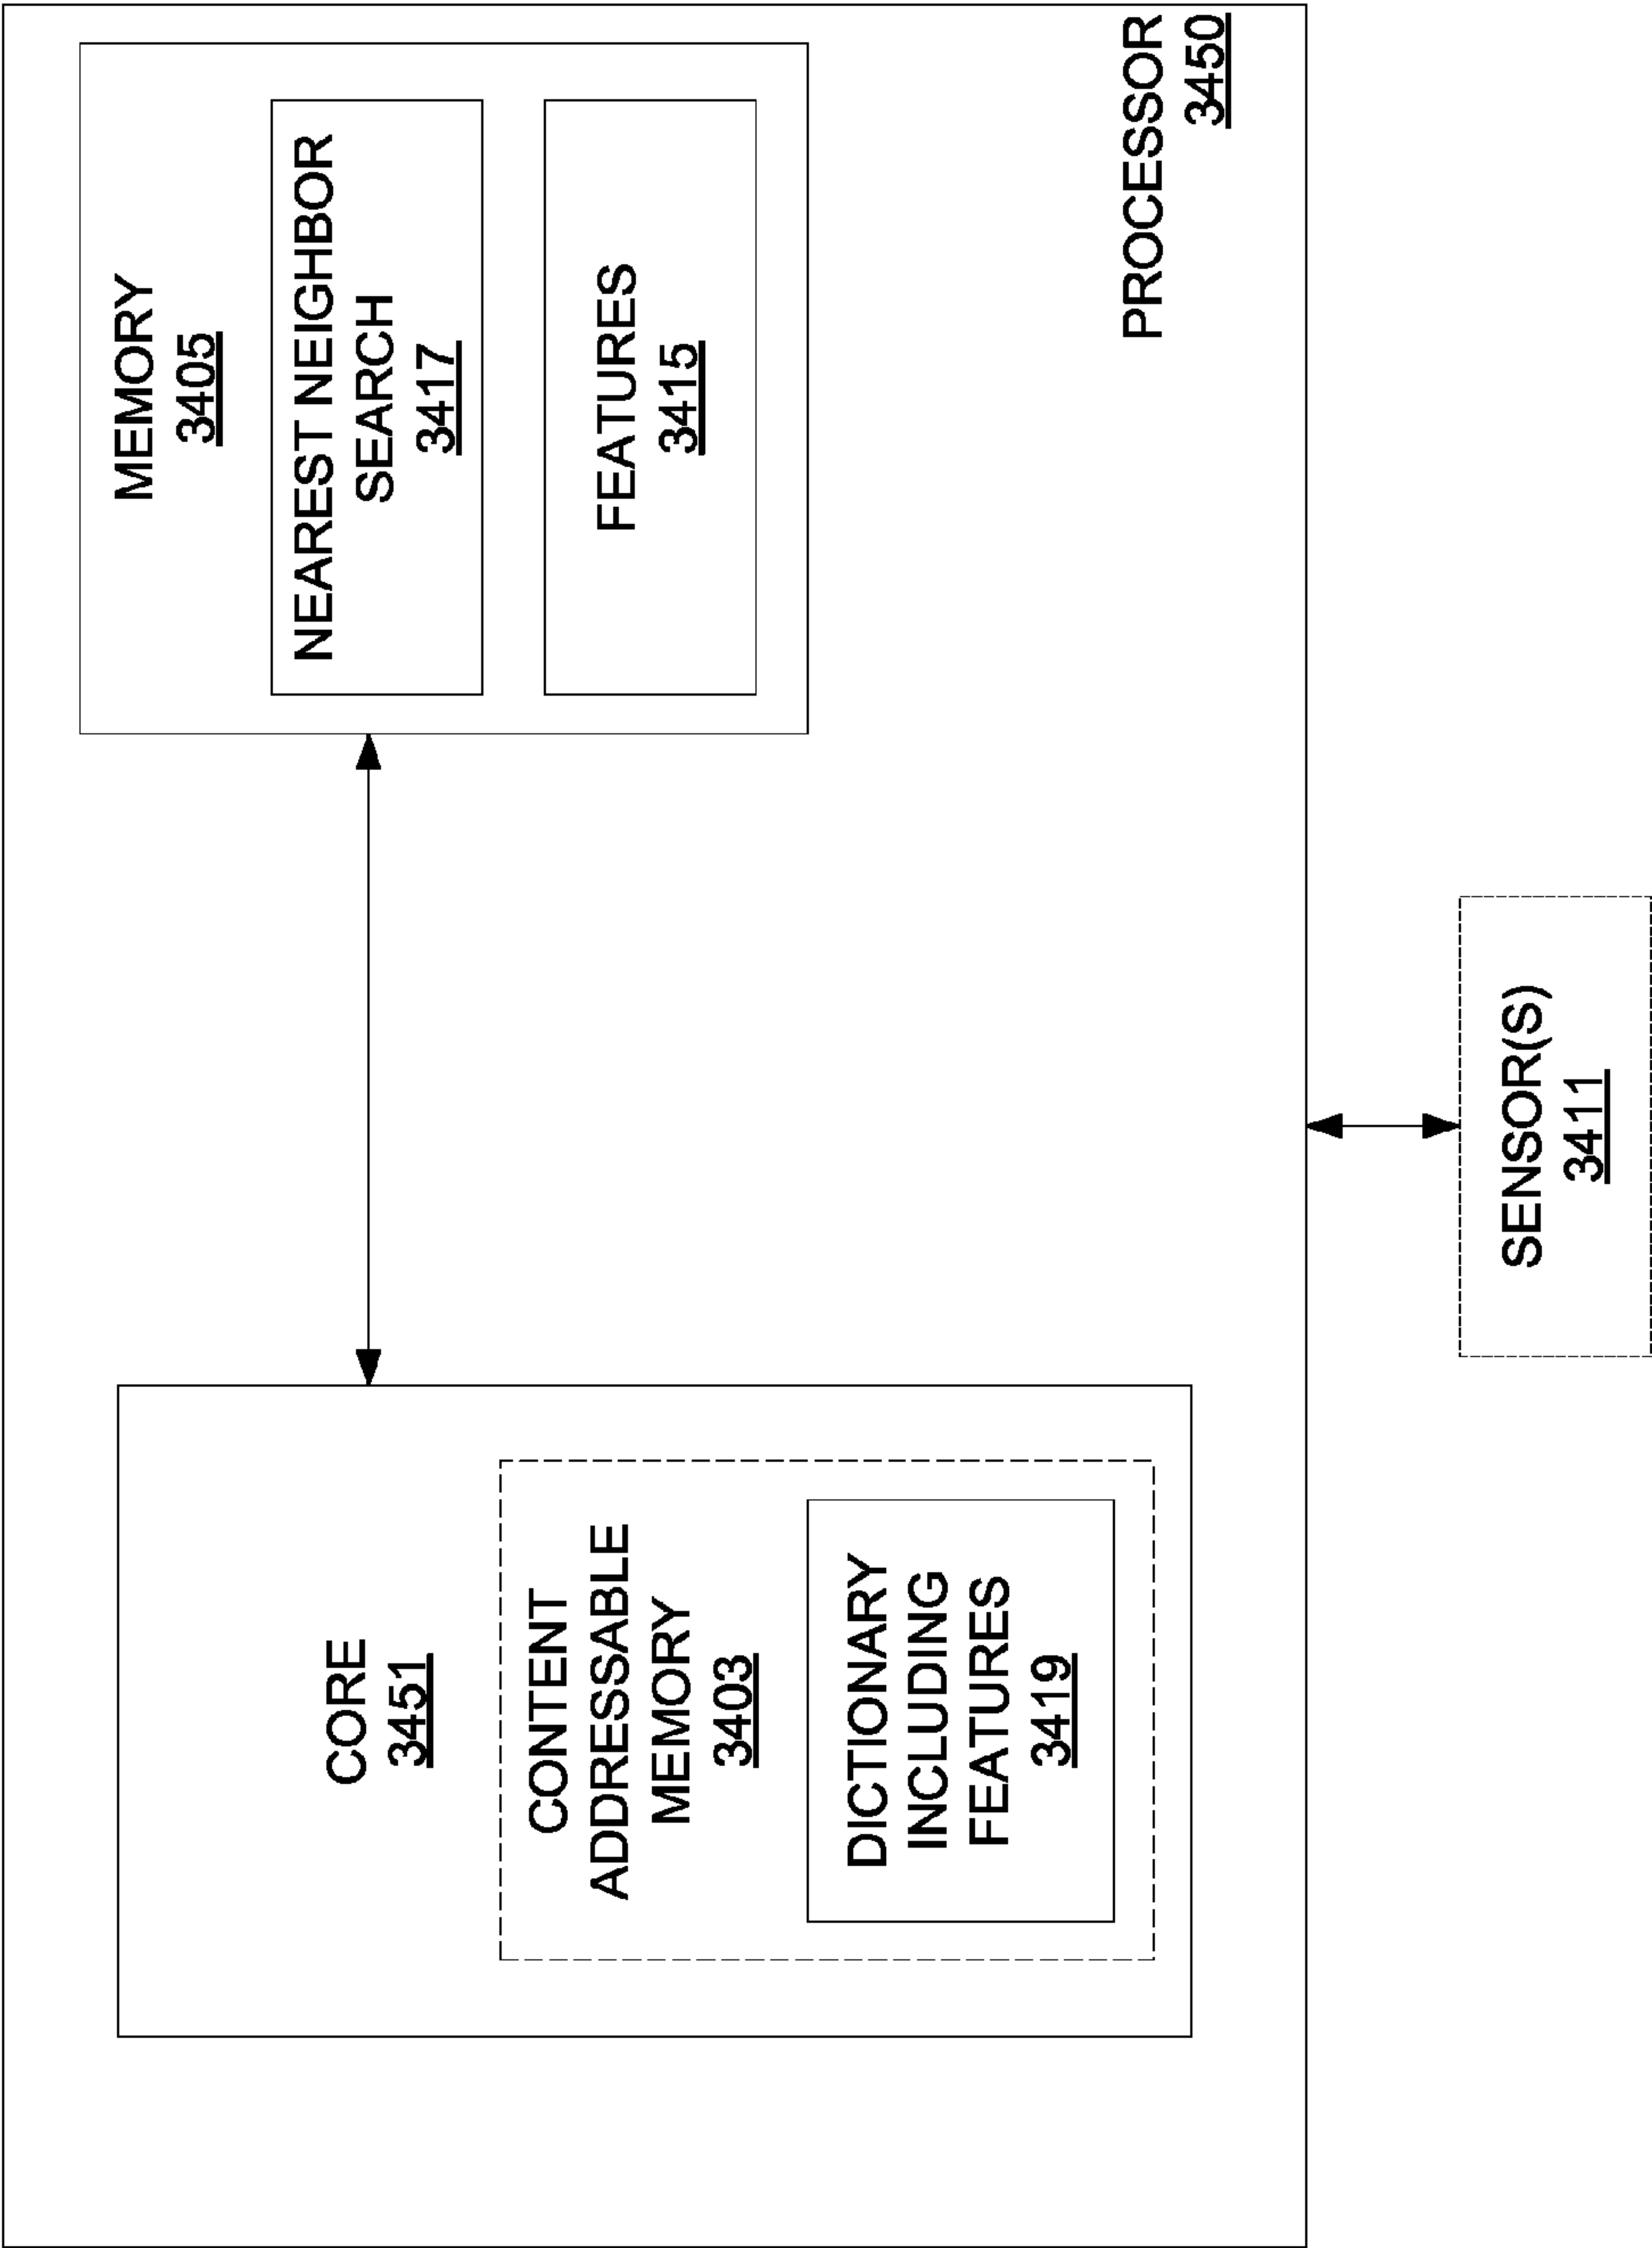 CORE
3451
CONTENT
ADDRESSABLE
MEMORY
3403
DICTIONARY
INCLUDING
FEATURES
3419
MEMORY
3405
NEAREST NEIGHBOR
SEARCH
3417
FEATURES
3415
PROCESSOR
3450
SENSOR(S)
3411